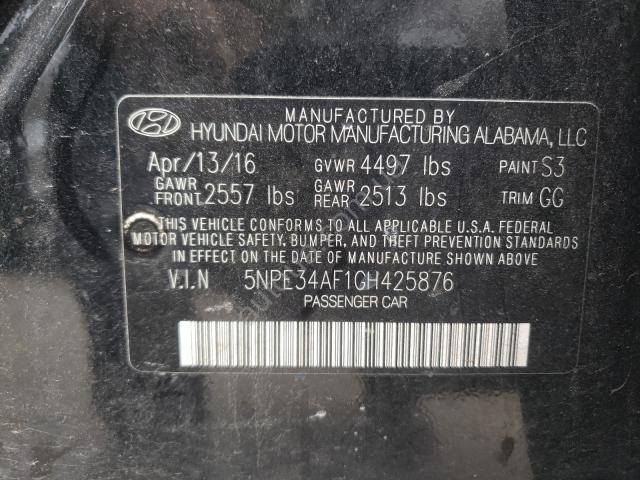 MANUFACTURED BY
HYUNDAI MOTOR MANUFACTURING ALABAMA, LLC
Apr/13/16 GVWR 4497 lbs PAINT S3
GAWR FRONT 2557 lbs GAWR REAR 2513 lbs TRIM GG
THIS VEHICLE CONFORMS TO ALL APPLICABLE U.S.A. FEDERAL
MOTOR VEHICLE SAFETY, BUMPER, AND THEFT PREVENTION STANDARDS
IN EFFECT ON THE DATE OF MANUFACTURE SHOWN ABOVE.
V.I.N 5NPE34AF1GH425876
PASSENGER CAR